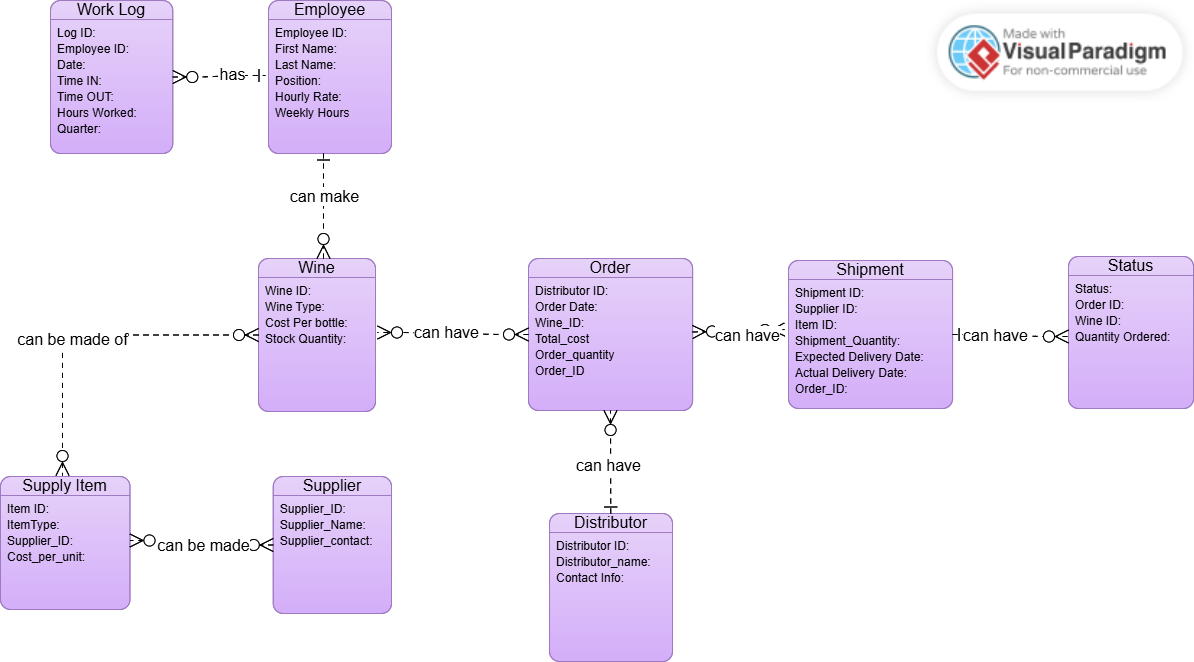 Work Log
Log ID:
Employee ID:
Date:
Time IN:
Time OUT:
Hours Worked:
Quarter:
has
Employee
Employee ID:
First Name:
Last Name:
Position:
Hourly Rate:
Weekly Hours
Made with
Visual Paradigm
For non-commercial use
can make
Wine
Wine ID:
Wine Type:
Cost Per bottle:
Stock Quantity:
can have
Order
Distributor ID:
Order Date:
Wine_ID:
Total_cost
Order_quantity
Order_ID
can have
Shipment
Shipment ID:
Supplier ID:
Item ID:
Shipment_Quantity:
Expected Delivery Date:
Actual Delivery Date:
Order_ID:
can have
Status
Status:
Order ID:
Wine ID:
Quantity Ordered:
can be made of
can have
Supply Item
Item ID:
ItemType:
Supplier_ID:
Cost_per_unit:
can be made
Supplier
Supplier_ID:
Supplier_Name:
Supplier_contact:
Distributor
Distributor ID:
Distributor_name:
Contact Info: